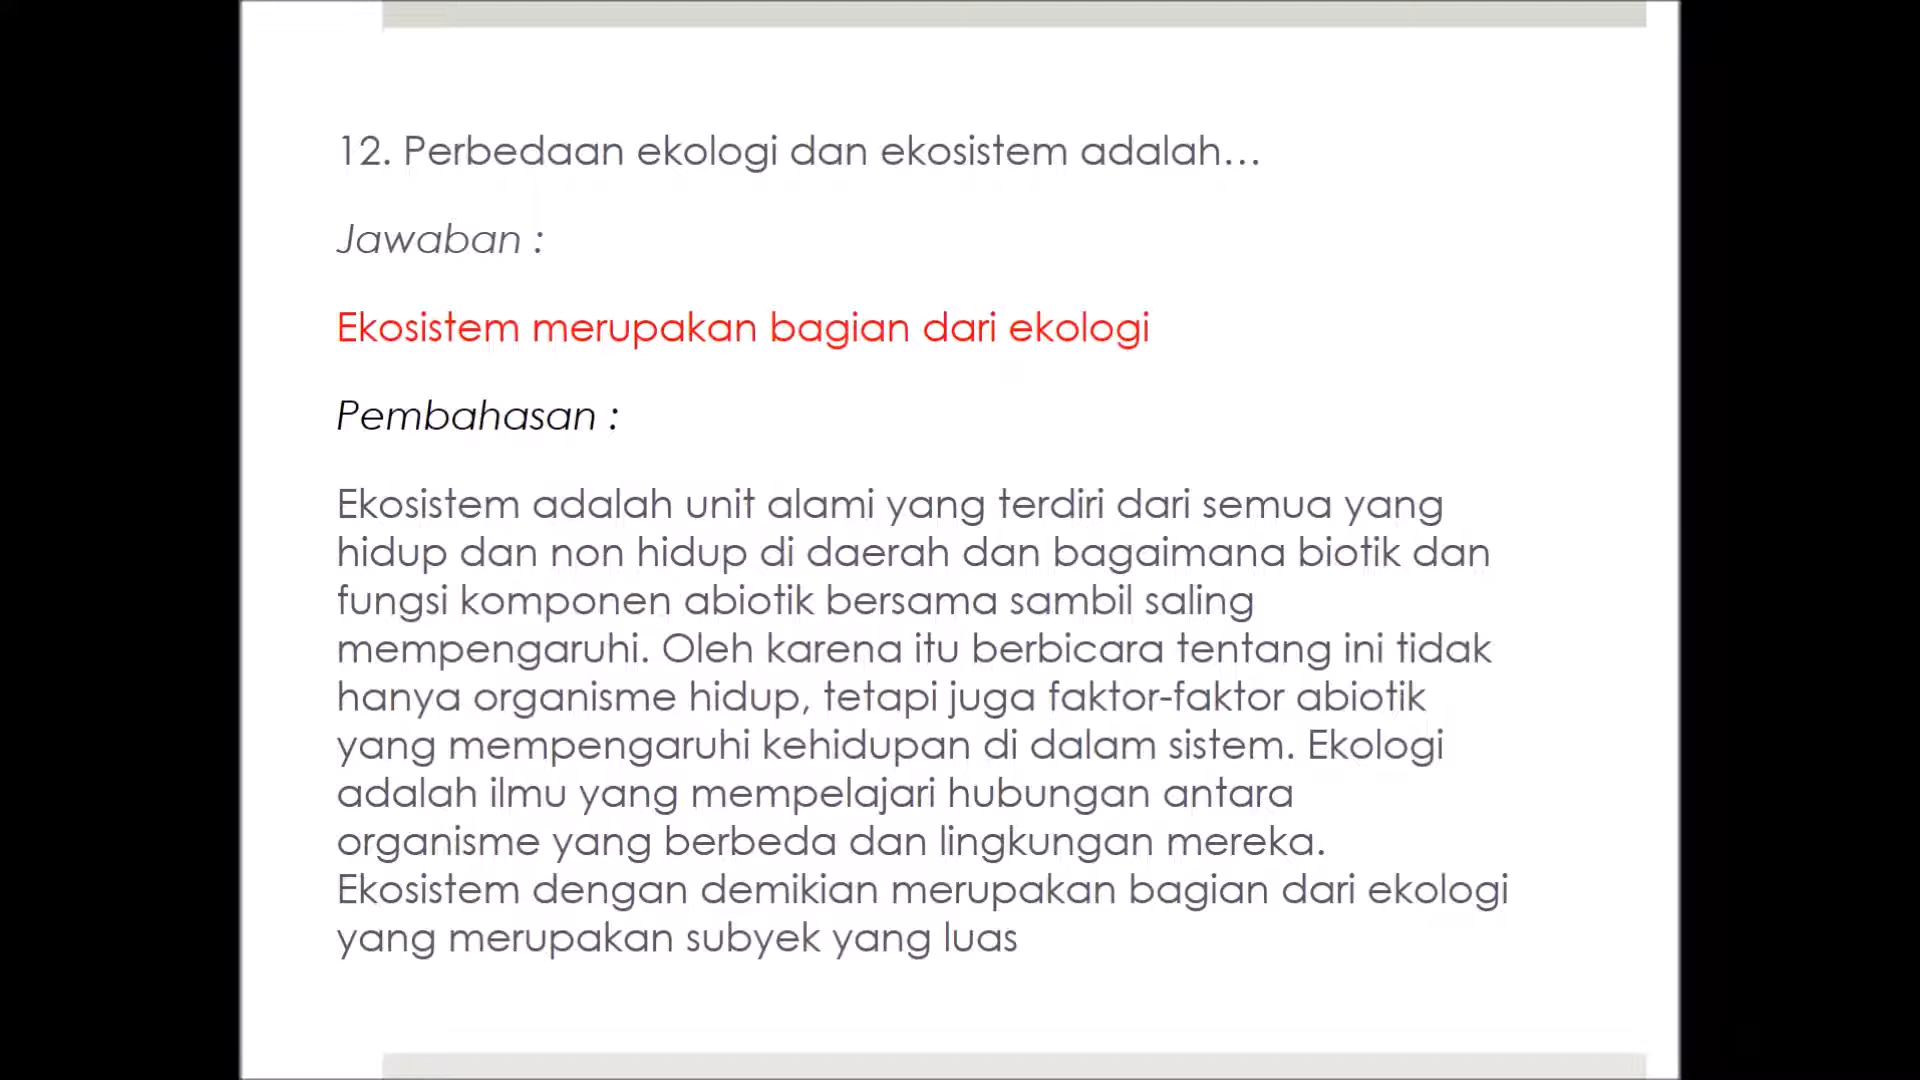 12. Perbedaan ekologi dan ekosistem adalah...
Jawaban :
Ekosistem merupakan bagian dari ekologi
Pembahasan :
Ekosistem adalah unit alami yang terdiri dari semua yang
hidup dan non hidup di daerah dan bagaimana biotik dan
fungsi komponen abiotik bersama sambil saling
mempengaruhi. Oleh karena itu berbicara tentang ini tidak
hanya organisme hidup, tetapi juga faktor-faktor abiotik
yang mempengaruhi kehidupan di dalam sistem. Ekologi
adalah ilmu yang mempelajari hubungan antara
organisme yang berbeda dan lingkungan mereka.
Ekosistem dengan demikian merupakan bagian dari ekologi
yang merupakan subyek yang luas